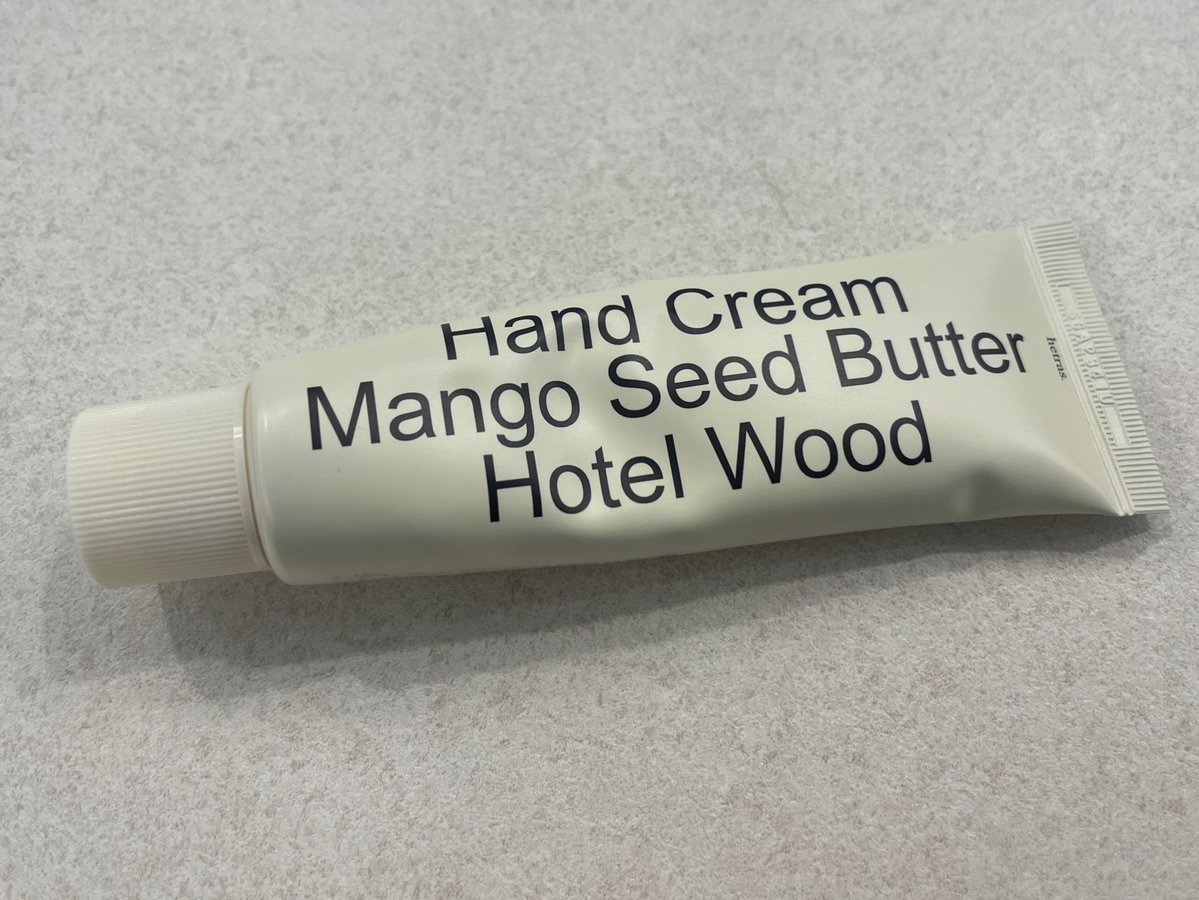 Hand Cream
Mango Seed Butter
Hotel Wood
hetras.